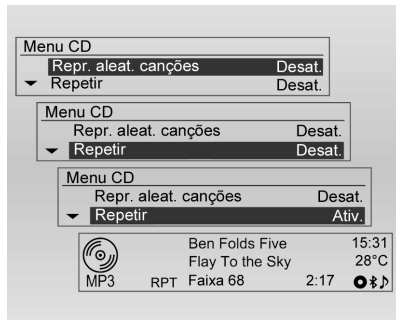 Menu CD
Repr. aleat. canções Desat.
Repetir Desat.
Menu CD
Repr. aleat. canções Desat.
Repetir Desat.
Menu CD
Repr. aleat. canções Desat.
Repetir Ativ.
Ben Folds Five 15:31
Flay To the Sky 28°C
MP3 RPT Faixa 68 2:17